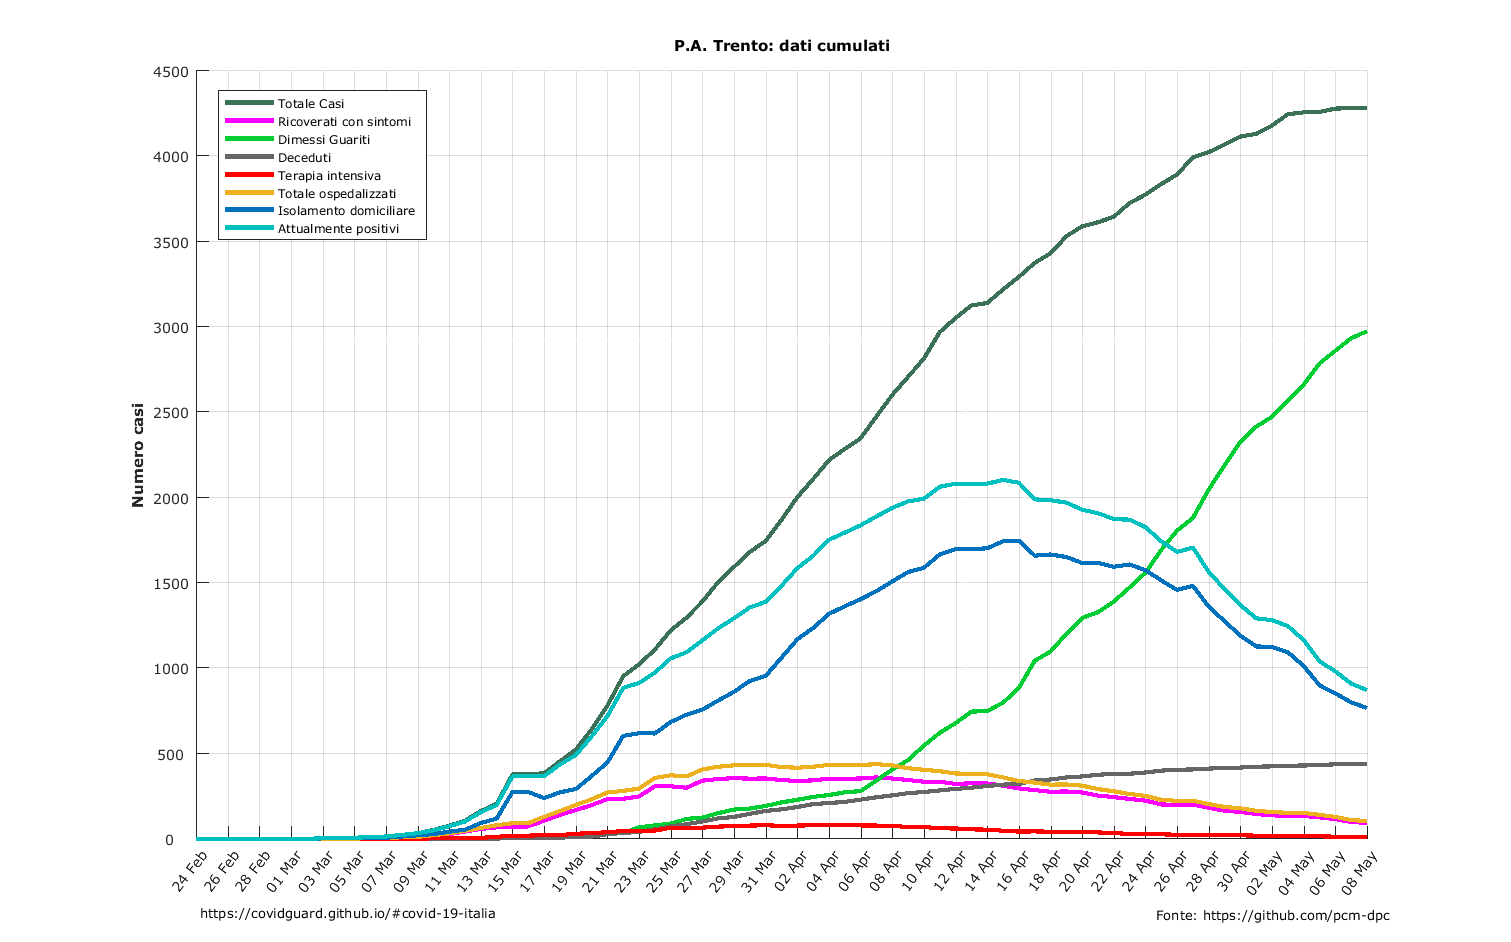 P.A. Trento: dati cumulati
Numero casi
4500
4000
3500
3000
2500
2000
1500
1000
500
0
Totale Casi
Ricoverati con sintomi
Dimessi Guariti
Deceduti
Terapia intensiva
Totale ospedalizzati
Isolamento domiciliare
Attualmente positivi
24 Feb
26 Feb
28 Feb
01 Mar
03 Mar
05 Mar
07 Mar
09 Mar
11 Mar
13 Mar
15 Mar
17 Mar
19 Mar
21 Mar
23 Mar
25 Mar
27 Mar
29 Mar
31 Mar
02 Apr
04 Apr
06 Apr
08 Apr
10 Apr
12 Apr
14 Apr
16 Apr
18 Apr
20 Apr
22 Apr
24 Apr
26 Apr
28 Apr
30 Apr
02 May
04 May
06 May
08 May
https://covidguard.github.io/#covid-19-italia
Fonte: https://github.com/pcm-dpc